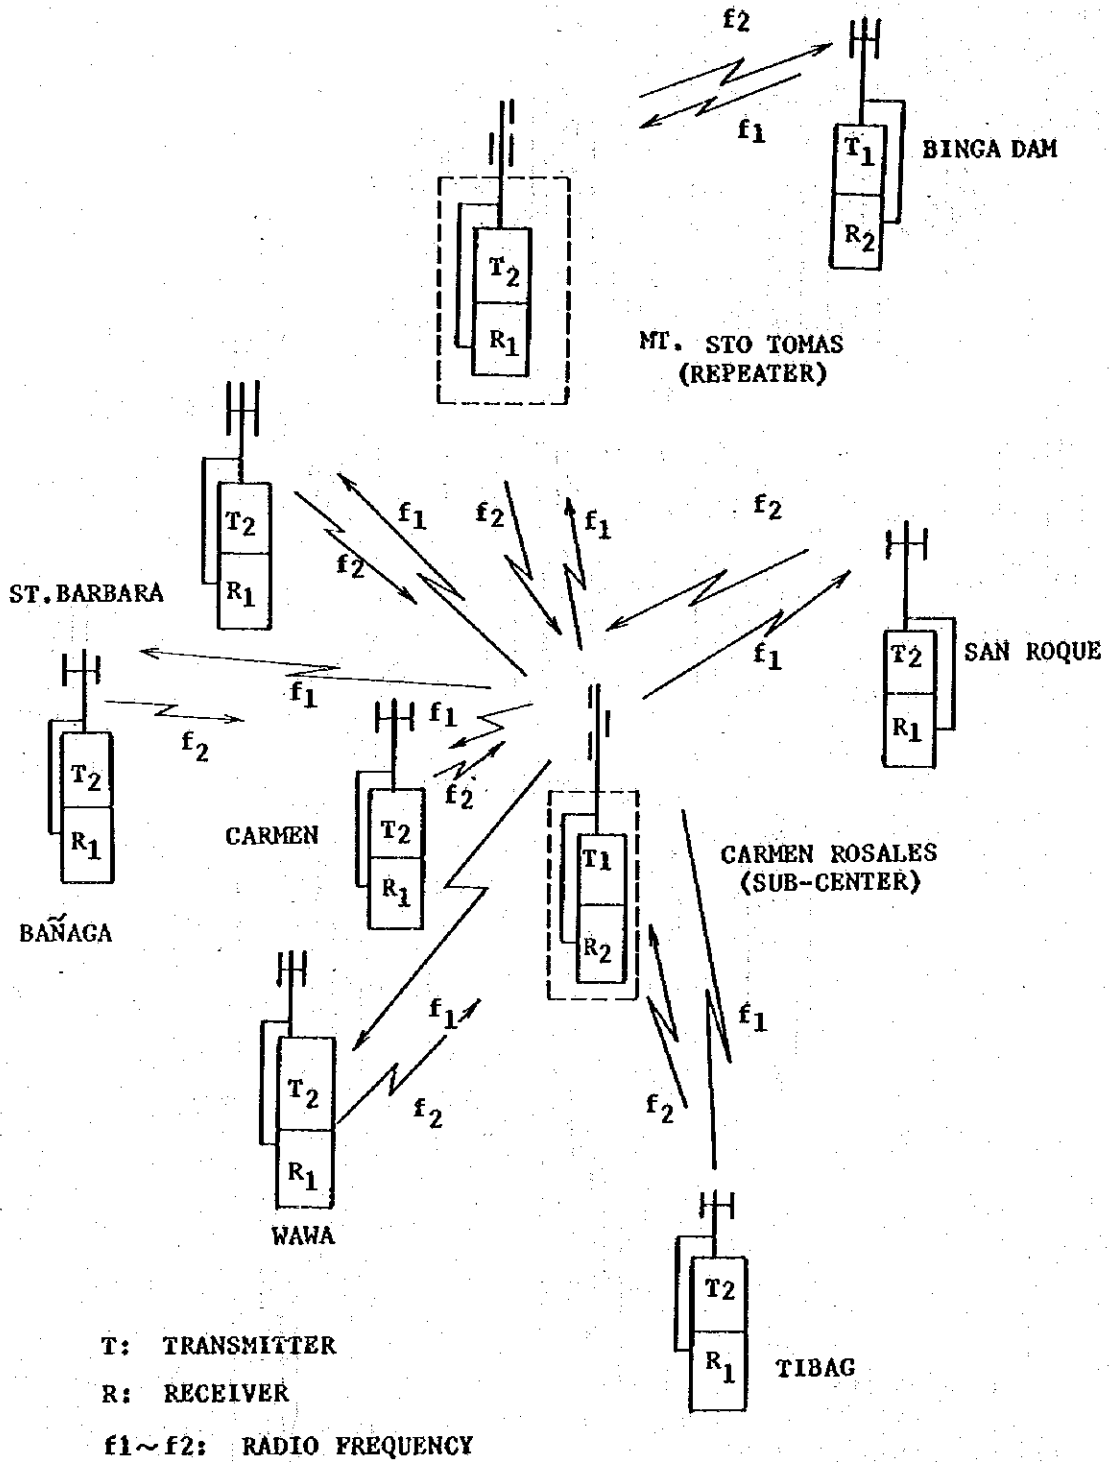 f2
f1
T1
R2
BINGA DAM
T2
R1
MT. STO TOMAS
(REPEATER)
T2
R1
ST.BARBARA
f1
f2
f2
f1
f2
f1
T2
R1
SAN ROQUE
f1
f2
T2
R1
BAÑAGA
f1
f2
T2
R1
CARMEN
T1
R2
CARMEN ROSALES
(SUB-CENTER)
f1
f2
T2
R1
WAWA
f1
f2
T2
R1
TIBAG
T: TRANSMITTER
R: RECEIVER
f1~f2: RADIO FREQUENCY